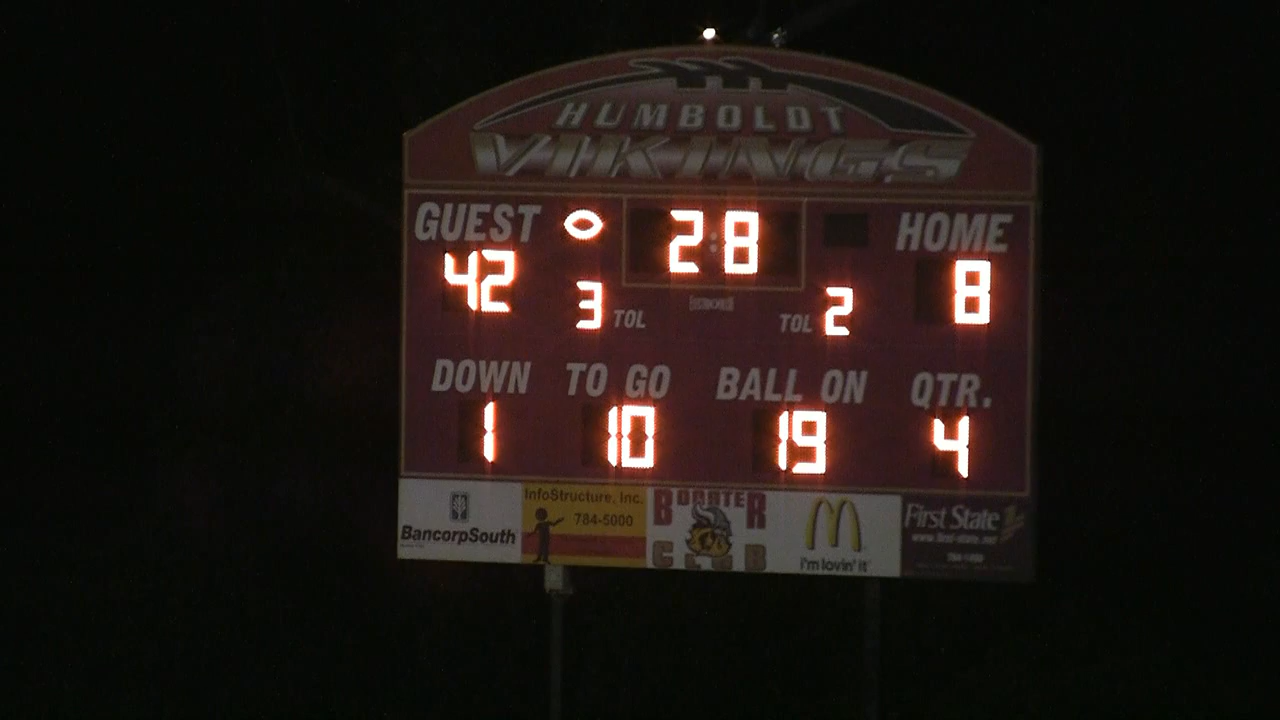 HUMBOLDT
VIKINGS
GUEST 28 HOME
42 8
3 TOL TOL 2
DOWN TO GO BALL ON QTR.
1 10 19 4
BancorpSouth
InfoStructure, Inc.
784-5000
BOOSTER
CLUB
i'm lovin' it
First State
www.first-state.net